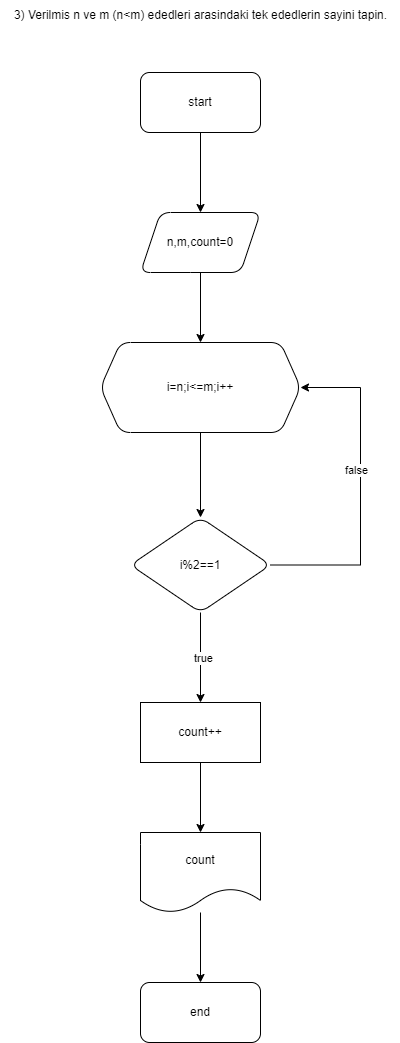 3) Verilmis n ve m (n<m) ededleri arasindaki tek ededlerin sayini tapin.
start
n,m,count=0
i=n;i<=m;i++
false
i%2==1
true
count++
count
end